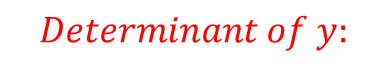 Determinant of y: